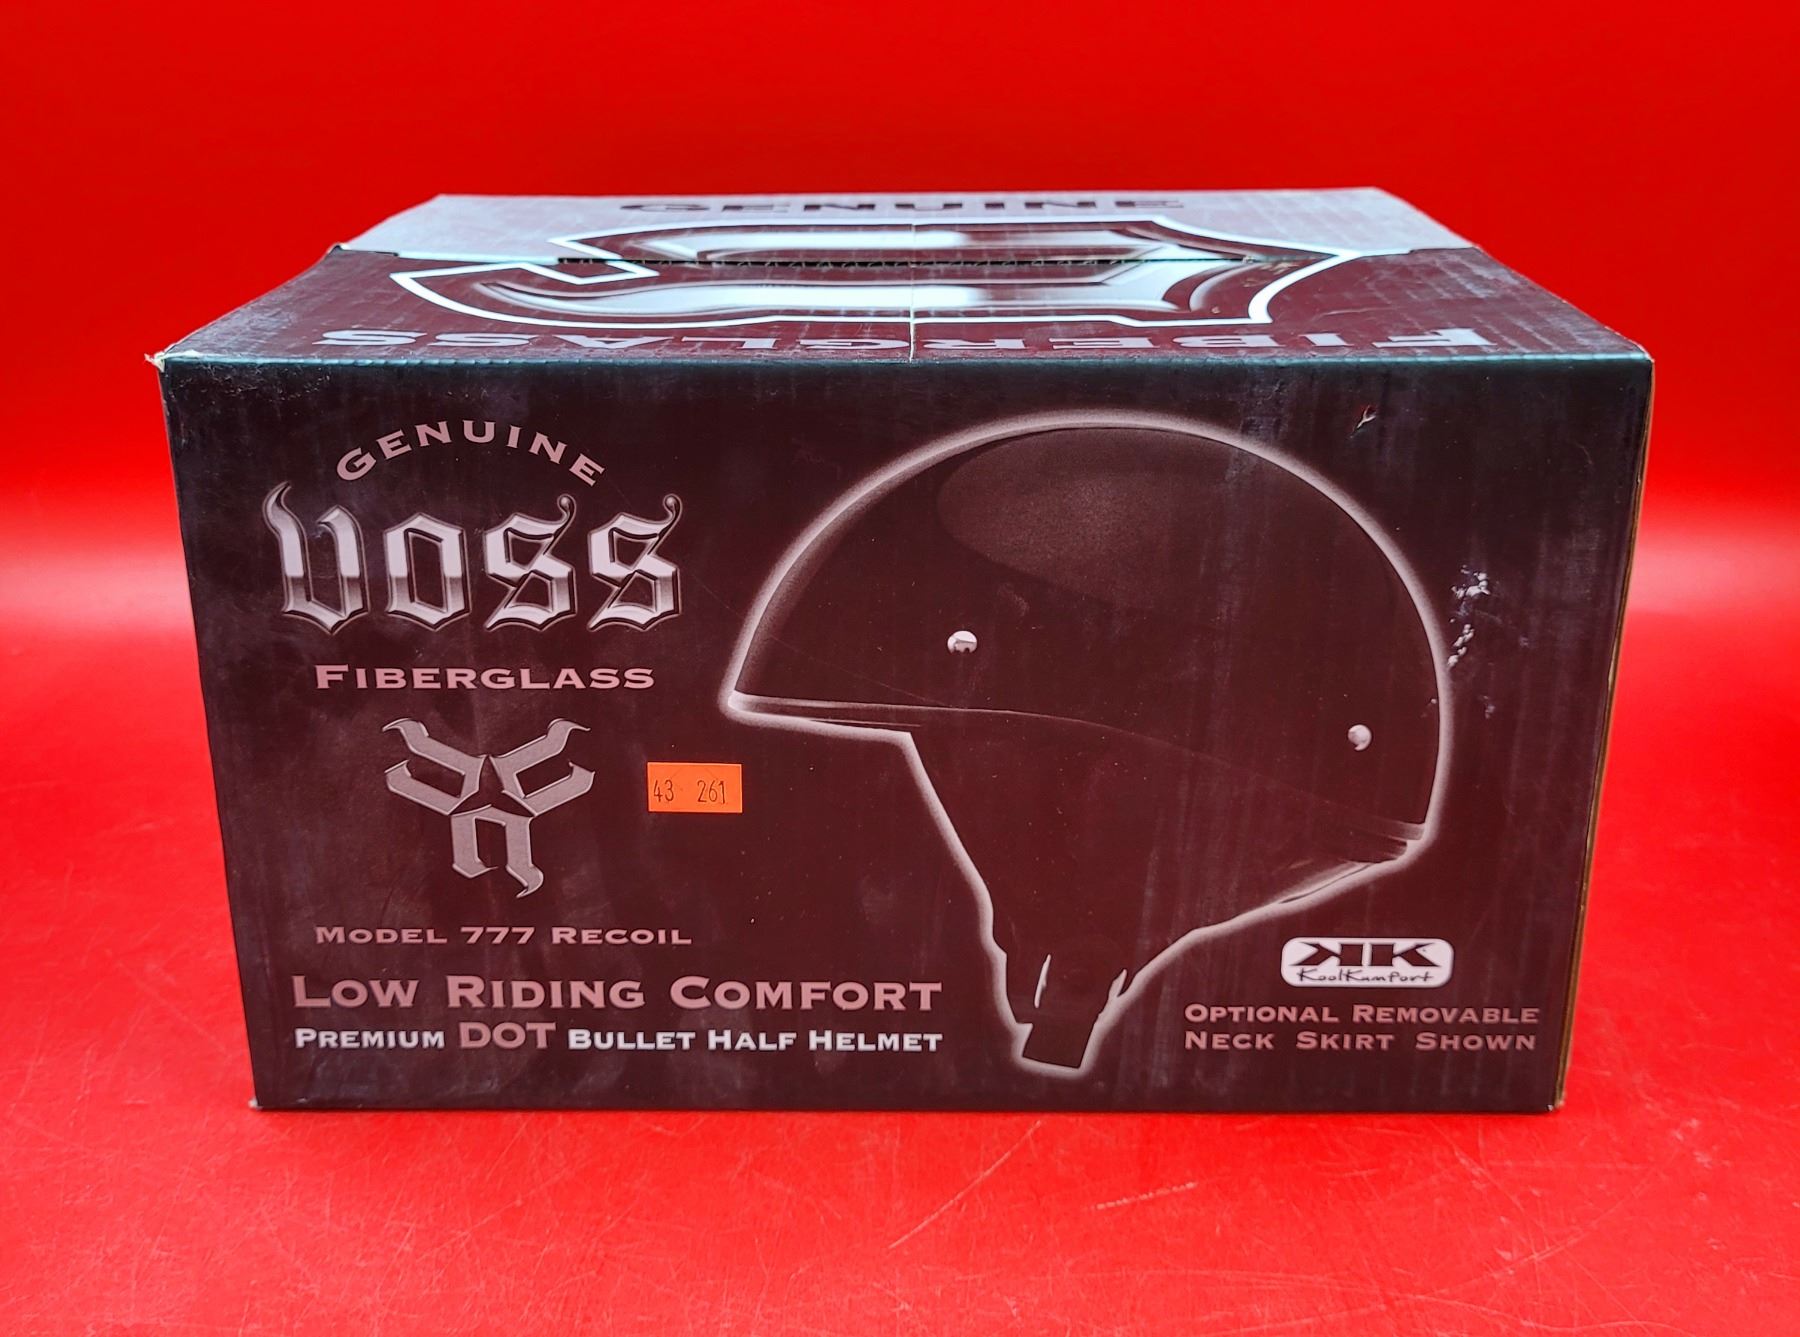 GENUINE
FIBERGLASS
GENUINE
VOSS
FIBERGLASS
43 261
MODEL 777 RECOIL
LOW RIDING COMFORT
PREMIUM DOT BULLET HALF HELMET
KK
KoolKumfort
OPTIONAL REMOVABLE
NECK SKIRT SHOWN